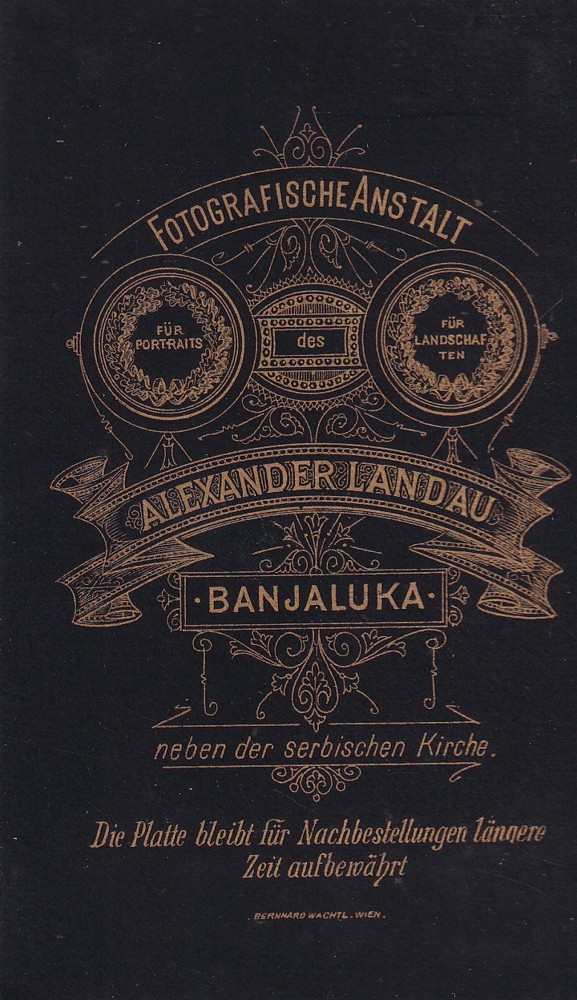 FOTOGRAFISCHE ANSTALT
FÜR
PORTRAITS
des
FÜR
LANDSCHAF
TEN
ALEXANDER LANDAU
·BANJALUKA·
neben der serbischen Kirche.
Die Platte bleibt für Nachbestellungen längere
Zeit aufbewährt
BERNHARD WACHTL. WIEN.